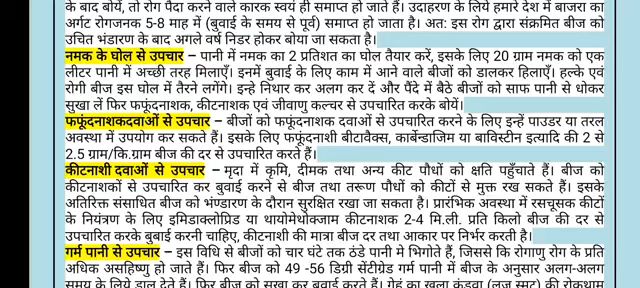 के बाद बोयें, तो रोग पैदा करने वाले कारक स्वयं ही समाप्त हो जाते हैं। उदाहरण के लिये हमारे देश में बाजरा का
अर्गट रोगजनक 5-8 माह में (बुवाई के समय से पूर्व) समाप्त हो जाता है। अत: इस रोग द्वारा संक्रमित बीज को
उचित भंडारण के बाद अगले वर्ष निडर होकर बोया जा सकता है।
नमक के घोल से उपचार – पानी में नमक का 2 प्रतिशत का घोल तैयार करें, इसके लिए 20 ग्राम नमक को एक
लीटर पानी में अच्छी तरह मिलाएँ। इनमें बुवाई के लिए काम में आने वाले बीजों को डालकर हिलाएँ। हल्के एवं
रोगी बीज इस घोल में तैरने लगेंगे। इन्हे निथार कर अलग कर दें और पैंदे में बैठे बीजों को साफ पानी से धोकर
सुखा लें फिर फफूंदनाशक, कीटनाशक एवं जीवाणु कल्चर से उपचारित करके बोयें।
फफूंदनाशकदवाओं से उपचार – बीजों को फफूंदनाशक दवाओं से उपचारित करने के लिए इन्हें पाउडर या तरल
अवस्था में उपयोग कर सकते हैं। इसके लिए फफूंदनाशी बीटावैक्स, कार्बेन्डाजिम या बाविस्टीन इत्यादि की 2 से
2.5 ग्राम/कि.ग्राम बीज की दर से उपचारित करते हैं।
कीटनाशी दवाओं से उपचार – मृदा में कृमि, दीमक तथा अन्य कीट पौधों को क्षति पहुँचाते हैं। बीज को
कीटनाशकों से उपचारित कर बुवाई करने से बीज तथा तरूण पौधों को कीटों से मुक्त रख सकते हैं। इसके
अतिरिक्त संसाधित बीज को भंण्डारण के दौरान सुरक्षित रखा जा सकता है। प्रारंभिक अवस्था में रसचूसक कीटों
के नियंत्रण के लिए इमिडाक्लोप्रिड या थायोमेथोक्जाम कीटनाशक 2-4 मि.ली. प्रति किलो बीज की दर से
उपचारित करके बुबाई करनी चाहिए, कीटनाशी की मात्रा बीज दर तथा आकार पर निर्भर करती है।
गर्म पानी से उपचार – इस विधि से बीजों को चार घंटे तक ठंडे पानी मे भिगोते हैं, जिससे कि रोगाणु रोग के प्रति
अधिक असहिष्णु हो जाते हैं। फिर बीज को 49 -56 डिग्री सेंटीग्रेड गर्म पानी में बीज के अनुसार अलग-अलग
समय के लिये डाल देते हैं। फिर बीज को सुखा कर बुवाई करते हैं। गेहूं का खुला कंडवा (लूज स्मट) की रोकथाम